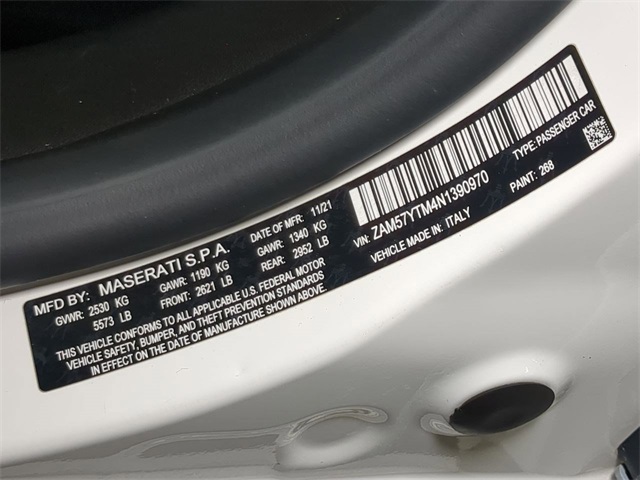 MFD BY: MASERATI S.P.A. DATE OF MFR: 11/21
GVWR: 2530 KG GAWR: 1190 KG GAWR: 1340 KG
5573 LB FRONT: 2621 LB REAR: 2952 LB
THIS VEHICLE CONFORMS TO ALL APPLICABLE U.S. FEDERAL MOTOR
VEHICLE SAFETY, BUMPER, AND THEFT PREVENTION STANDARDS
IN EFFECT ON THE DATE OF MANUFACTURE SHOWN ABOVE.
VIN: ZAM57YTM4N1390970 TYPE: PASSENGER CAR
VEHICLE MADE IN: ITALY PAINT: 268